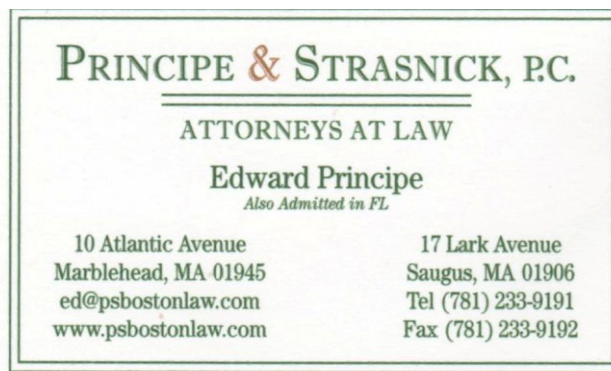 PRINCIPE & STRASNICK, P.C.
ATTORNEYS AT LAW
Edward Principe
Also Admitted in FL
10 Atlantic Avenue
Marblehead, MA 01945
ed@psbostonlaw.com
www.psbostonlaw.com
17 Lark Avenue
Saugus, MA 01906
Tel (781) 233-9191
Fax (781) 233-9192